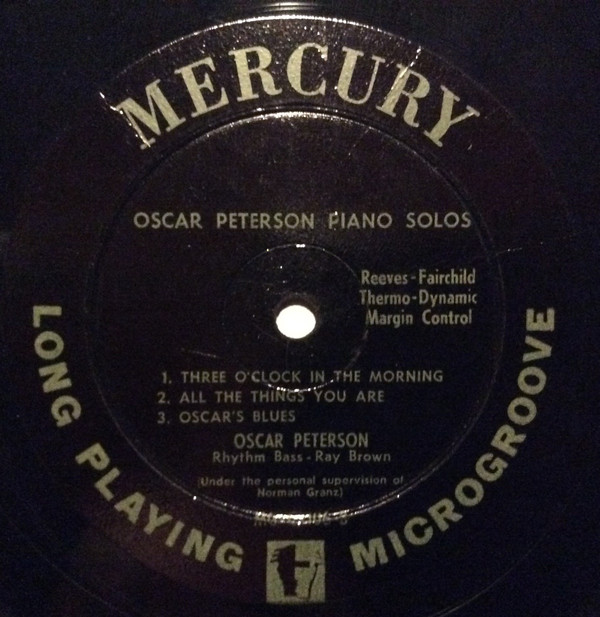 MERCURY
OSCAR PETERSON PIANO SOLOS
Reeves-Fairchild
Thermo-Dynamic
Margin Control
1. THREE O'CLOCK IN THE MORNING
2. ALL THE THINGS YOU ARE
3. OSCAR'S BLUES
OSCAR PETERSON
Rhythm Bass - Ray Brown
(Under the personal supervision of
Norman Granz)
LONG PLAYING MICROGROOVE